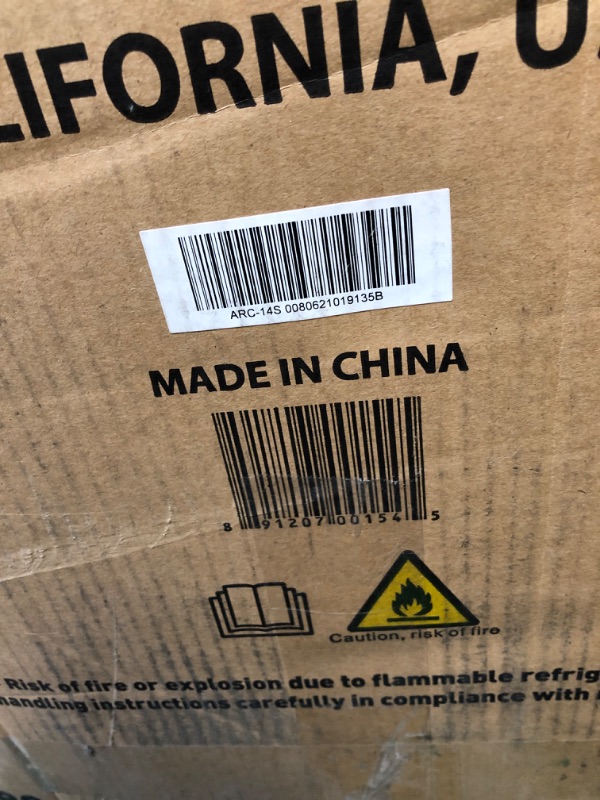 LIFORNIA, U
ARC-14S 0080621019135B
MADE IN CHINA
8 91207 00154 5
Caution, risk of fire
Risk of fire or explosion due to flammable refrig
handling instructions carefully in compliance with